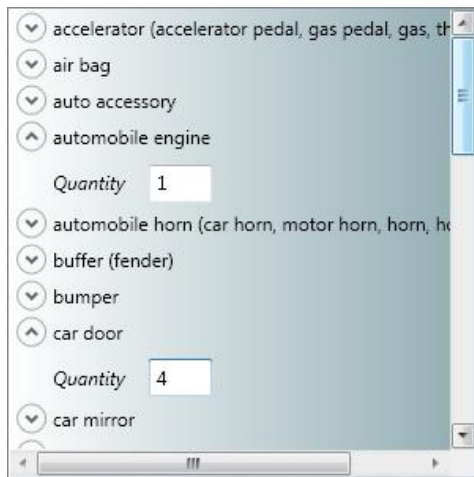 accelerator (accelerator pedal, gas pedal, gas, th
air bag
auto accessory
automobile engine
Quantity 1
automobile horn (car horn, motor horn, horn, ho
buffer (fender)
bumper
car door
Quantity 4
car mirror